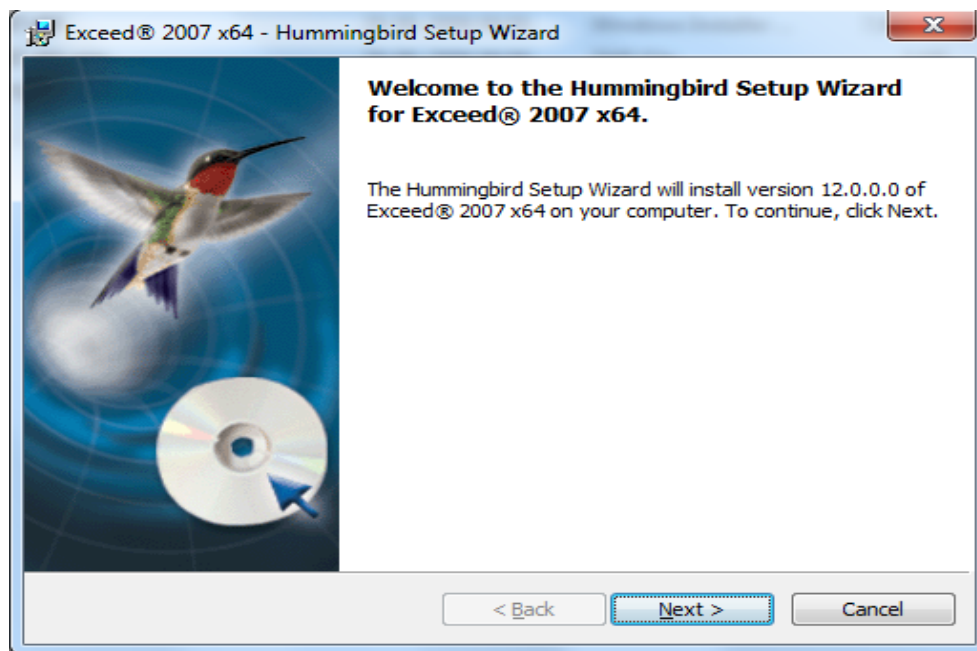 Exceed® 2007 x64 - Hummingbird Setup Wizard
Welcome to the Hummingbird Setup Wizard
for Exceed® 2007 x64.
The Hummingbird Setup Wizard will install version 12.0.0.0 of
Exceed® 2007 x64 on your computer. To continue, click Next.
< Back
Next >
Cancel